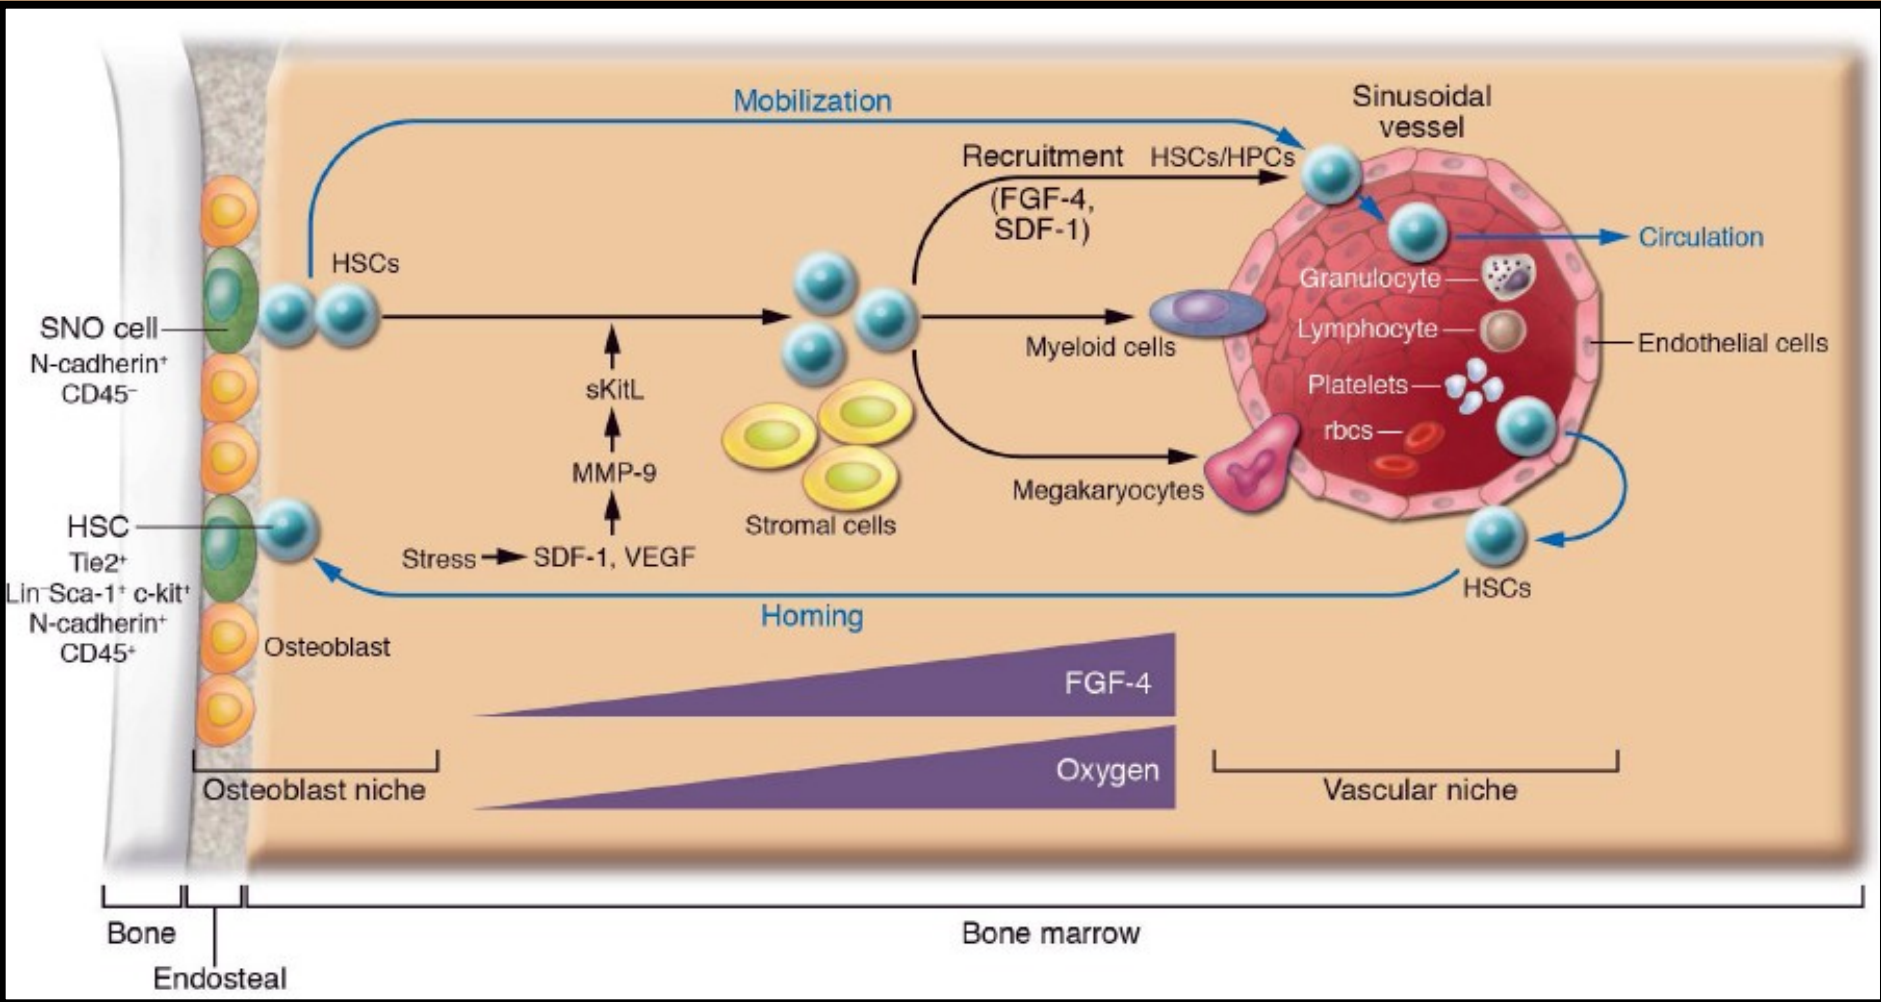 Mobilization
Sinusoidal
vessel
Recruitment
HSCs/HPCs
(FGF-4,
SDF-1)
Circulation
HSCs
Granulocyte
SNO cell
N-cadherin⁺
CD45⁻
Lymphocyte
Endothelial cells
Myeloid cells
sKitL
Platelets
rbcs
MMP-9
Megakaryocytes
HSC
Tie2⁺
Lin⁻Sca-1⁺ c-kit⁺
N-cadherin⁺
CD45⁺
Stromal cells
Stress
SDF-1, VEGF
HSCs
Homing
Osteoblast
FGF-4
Oxygen
Osteoblast niche
Vascular niche
Bone
Bone marrow
Endosteal